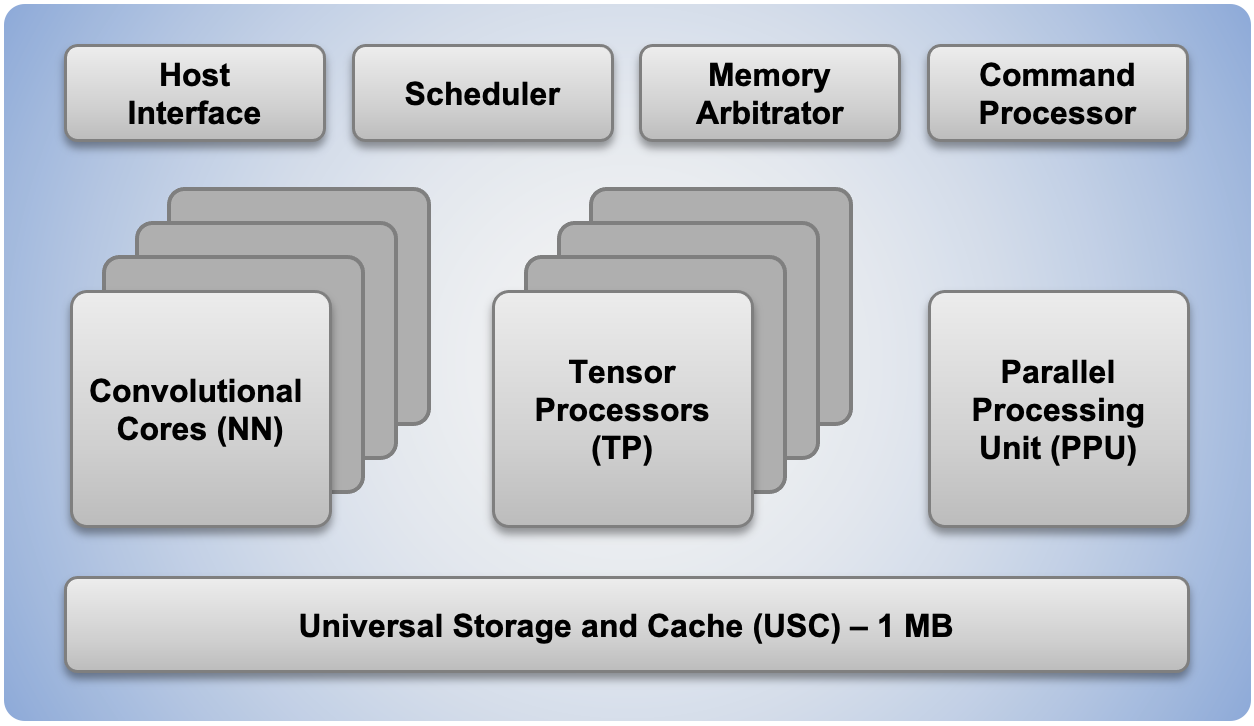 Host
Interface
Scheduler
Memory
Arbitrator
Command
Processor
Convolutional
Cores (NN)
Tensor
Processors
(TP)
Parallel
Processing
Unit (PPU)
Universal Storage and Cache (USC) – 1 MB